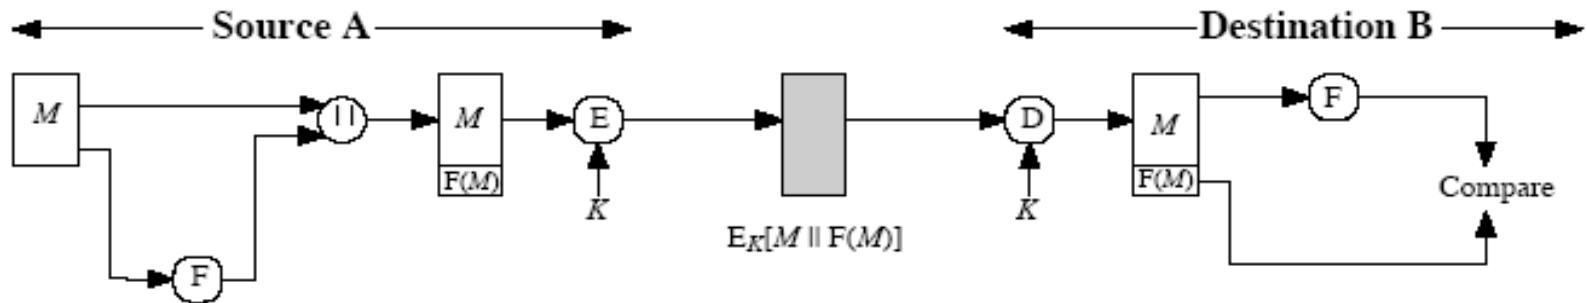 Source A
Destination B
M
||
M
E
D
M
F
F(M)
F(M)
Compare
K
K
E_K[M || F(M)]
F